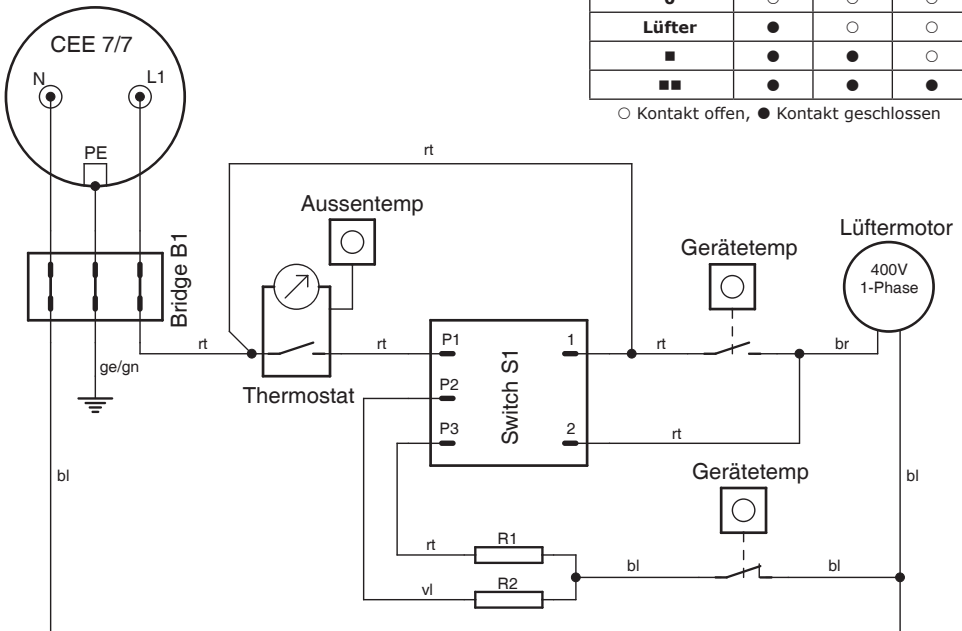 CEE 7/7
N
L1
PE
Bridge B1
ge/gn
bl
rt
Lüfter
○ Kontakt offen, ● Kontakt geschlossen
rt
Aussentemp
Thermostat
rt
P1
P2
P3
Switch S1
1
2
rt
Gerätetemp
br
rt
Lüftermotor
400V
1-Phase
Gerätetemp
bl
rt
R1
vl
R2
bl
bl